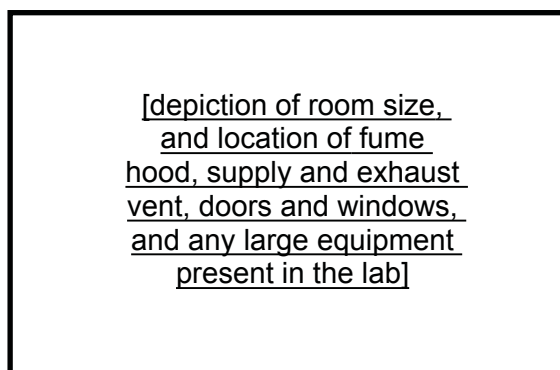 [depiction of room size,
and location of fume
hood, supply and exhaust
vent, doors and windows,
and any large equipment
present in the lab]